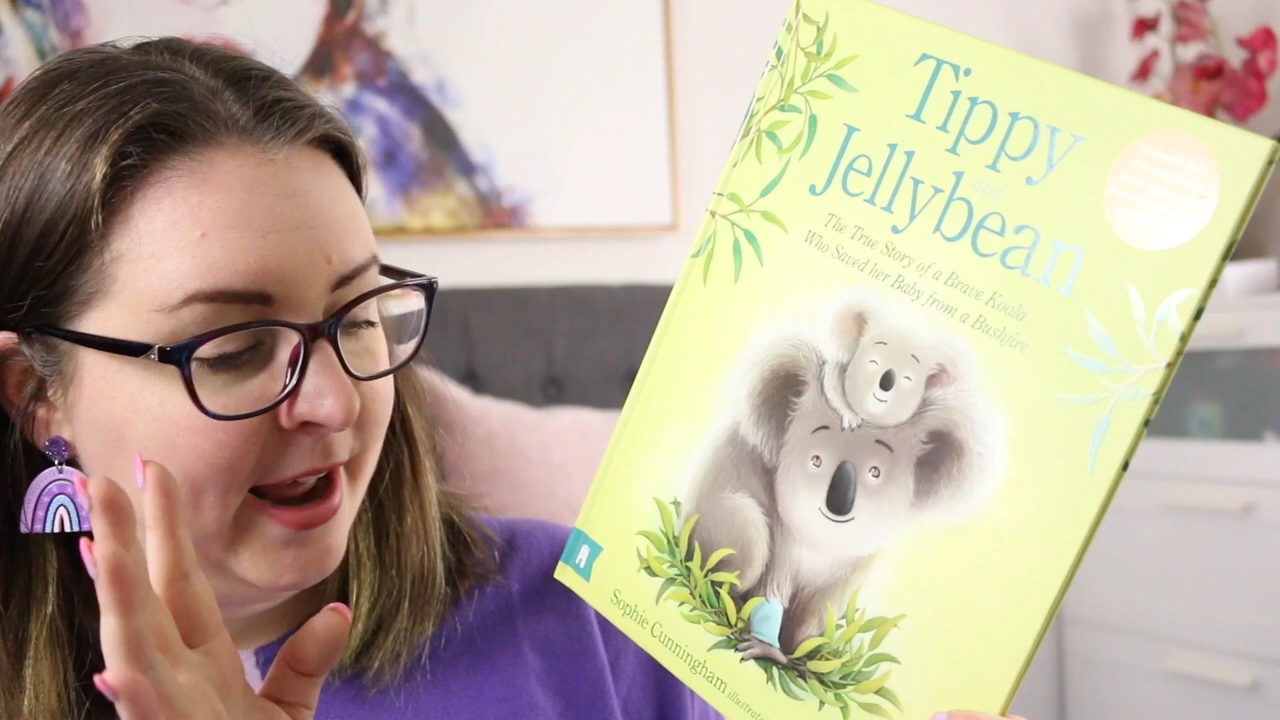 Tippy
and
Jellybean
The True Story of a Brave Koala
Who Saved her Baby from a Bushfire
Sophie Cunningham